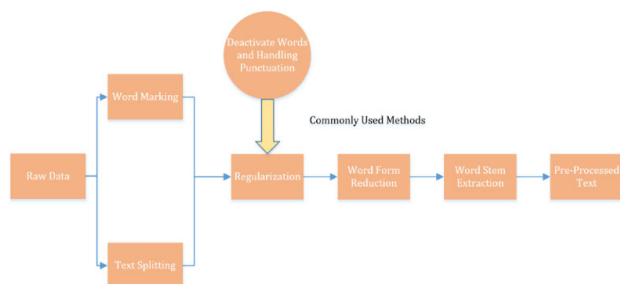 Deactivate Words
and Handling
Punctuation
Word Marking
Commonly Used Methods
Raw Data
Regularization
Word Form
Reduction
Word Stem
Extraction
Pre-Processed
Text
Text Splitting